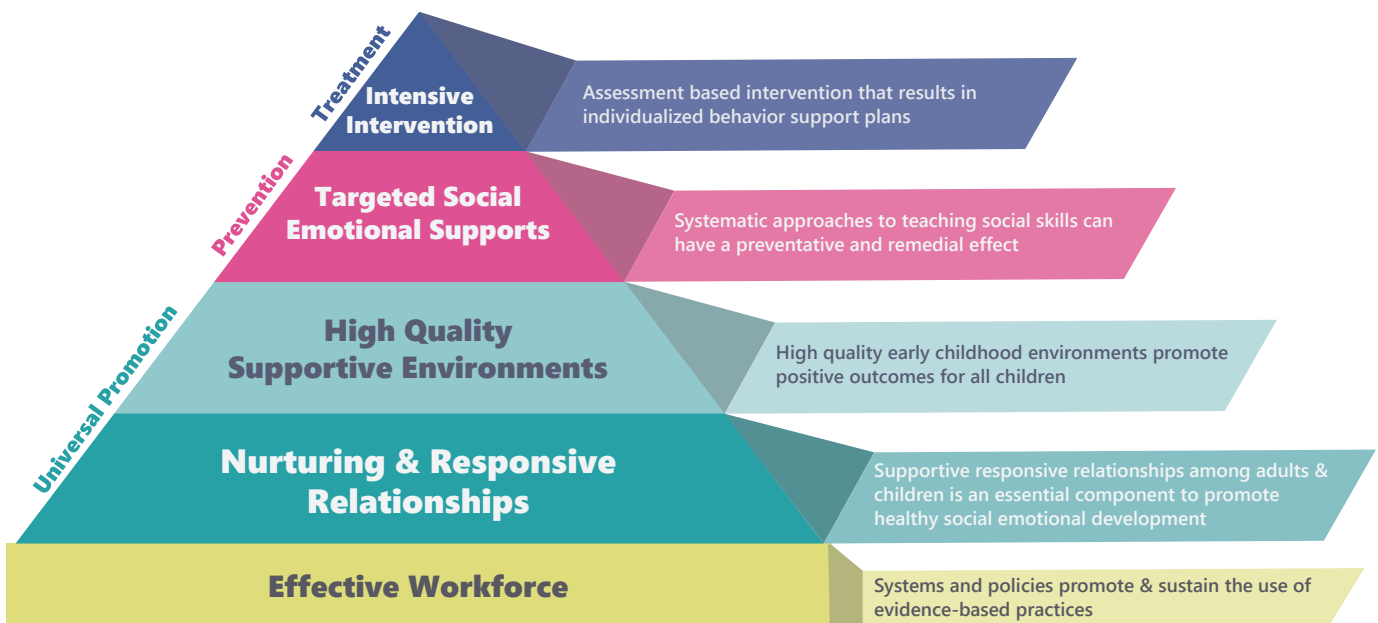 Treatment
Intensive
Intervention
Assessment based intervention that results in
individualized behavior support plans
Prevention
Targeted Social
Emotional Supports
Systematic approaches to teaching social skills can
have a preventative and remedial effect
Universal Promotion
High Quality
Supportive Environments
High quality early childhood environments promote
positive outcomes for all children
Nurturing & Responsive
Relationships
Supportive responsive relationships among adults &
children is an essential component to promote
healthy social emotional development
Effective Workforce
Systems and policies promote & sustain the use of
evidence-based practices